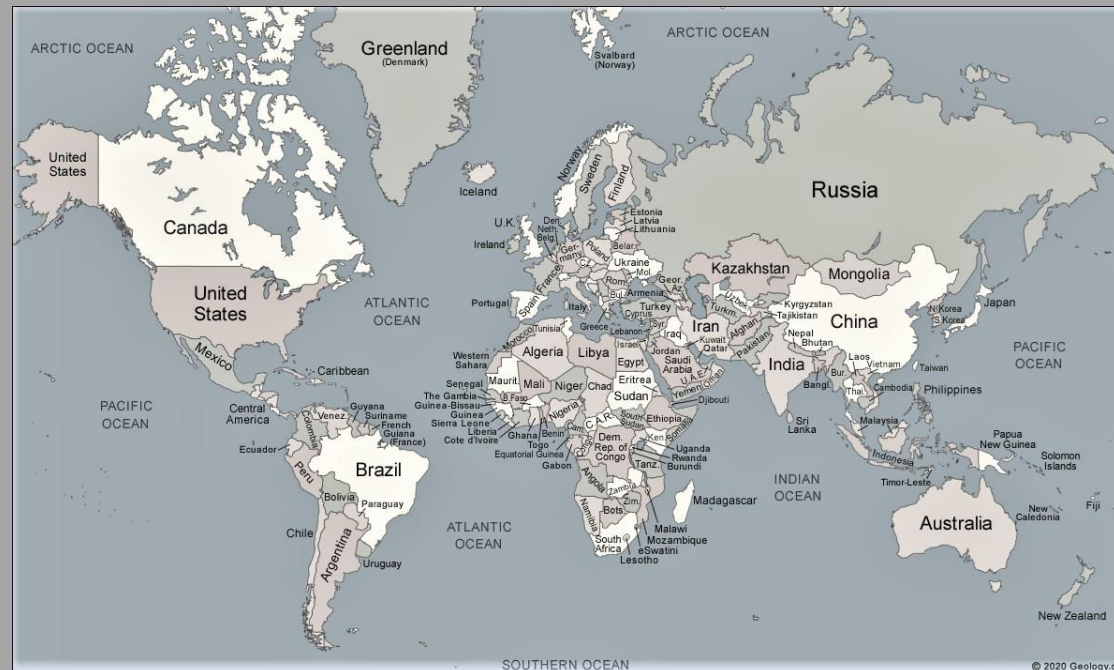 ARCTIC OCEAN
Greenland
(Denmark)
Svalbard
(Norway)
ARCTIC OCEAN
United
States
Canada
Iceland
Norway
Sweden
Finland
Russia
U.K.
Ireland
Den.
Neth.
Belg.
Estonia
Latvia
Lithuania
Ger-
many
Poland
Belar.
CZ
Ukraine
Mol.
Rom.
Bul.
France
Spain
Portugal
Italy
Greece
Kazakhstan
Mongolia
Geor.
Az.
Armenia
Turkey
Cyprus
Syr.
Lebanon
Israel
Iraq
Iran
Uzbek.
Turkm.
Kyrgyzstan
Tajikistan
Afghan.
Pakistan
Nepal
Bhutan
China
N.Korea
S.Korea
Japan
United
States
ATLANTIC
OCEAN
PACIFIC
OCEAN
Mexico
Caribbean
Central
America
PACIFIC
OCEAN
Morocco
Tunisia
Algeria
Libya
Egypt
Western
Sahara
Jordan
Saudi
Arabia
Kuwait
Qatar
U.A.E.
Oman
Yemen
India
Bangl.
Bur.
Laos
Vietnam
Thai.
Cambodia
Taiwan
Philippines
Maurit.
Mali
Niger
Chad
Eritrea
Sudan
Djibouti
Senegal
The Gambia
Guinea-Bissau
Guinea
Sierra Leone
Liberia
Cote d'Ivoire
B.Faso
Ghana
Togo
Benin
Nigeria
Cam.
C.
R.
South
Sudan
Ethiopia
Somalia
Equatorial Guinea
Gabon
Dem.
Rep. of
Congo
Ken.
Uganda
Rwanda
Burundi
Tanz.
Sri
Lanka
Malaysia
Indonesia
Timor-Leste
Papua
New Guinea
Solomon
Islands
Guyana
Suriname
French
Guiana
(France)
Venez.
Colombia
Ecuador
Peru
Brazil
Bolivia
Paraguay
Chile
Argentina
Uruguay
ATLANTIC
OCEAN
Angola
Zambia
Zim.
Namibia
Bots.
South
Africa
Malawi
Mozambique
eSwatini
Lesotho
Madagascar
INDIAN
OCEAN
Australia
New
Caledonia
Fiji
New Zealand
SOUTHERN OCEAN